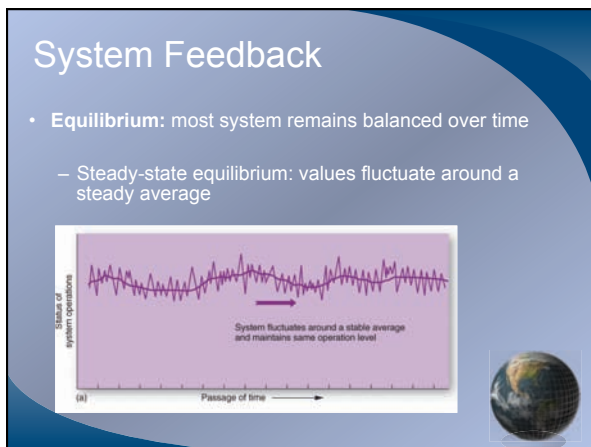 System Feedback
• Equilibrium: most system remains balanced over time
– Steady-state equilibrium: values fluctuate around a
steady average
Status of
system operations
System fluctuates around a stable average
and maintains same operation level
(a)
Passage of time